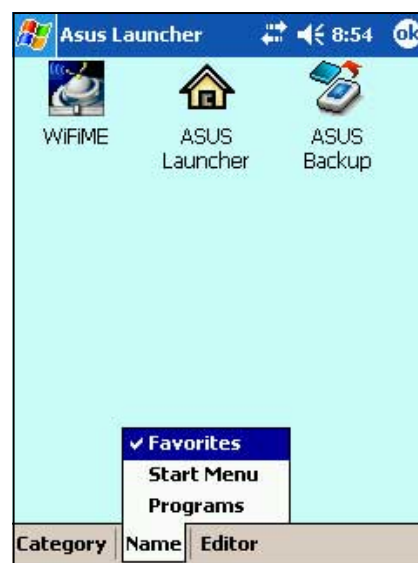 Asus Launcher 8:54 ok
WiFiME
ASUS Launcher
ASUS Backup
Favorites
Start Menu
Programs
Category Name Editor